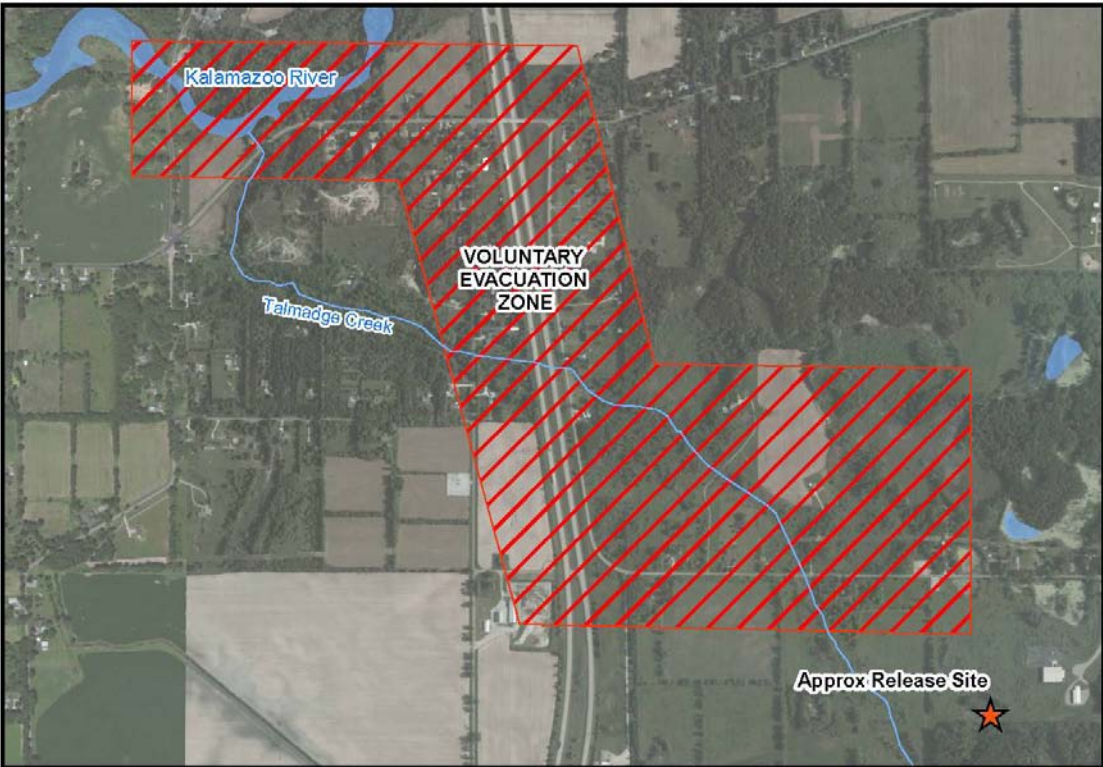 Kalamazoo River
VOLUNTARY
EVACUATION
ZONE
Talmadge Creek
Approx Release Site